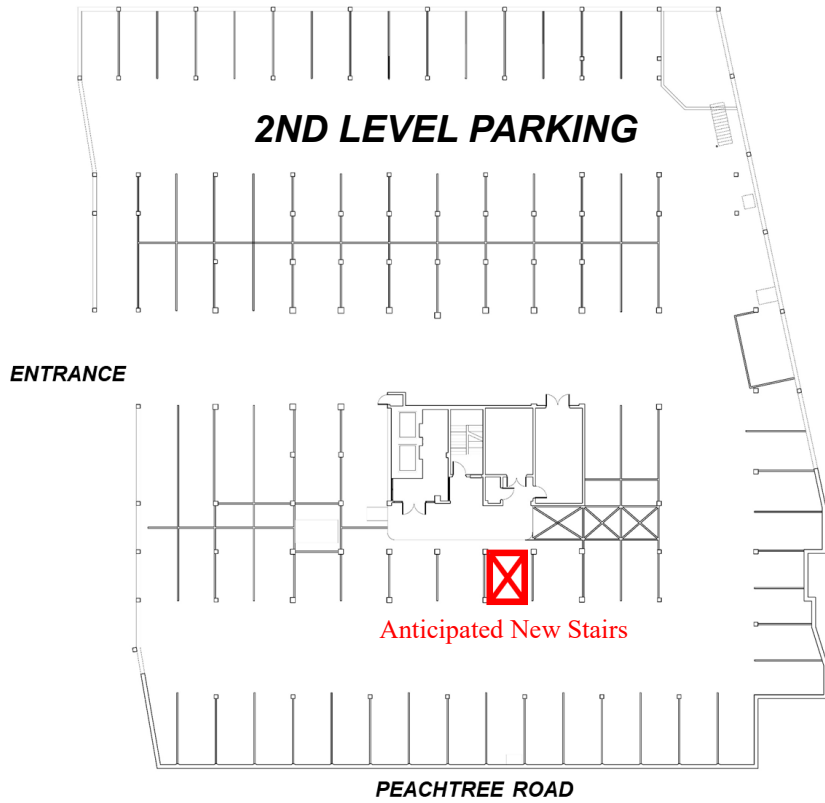 2ND LEVEL PARKING
ENTRANCE
Anticipated New Stairs
PEACHTREE ROAD